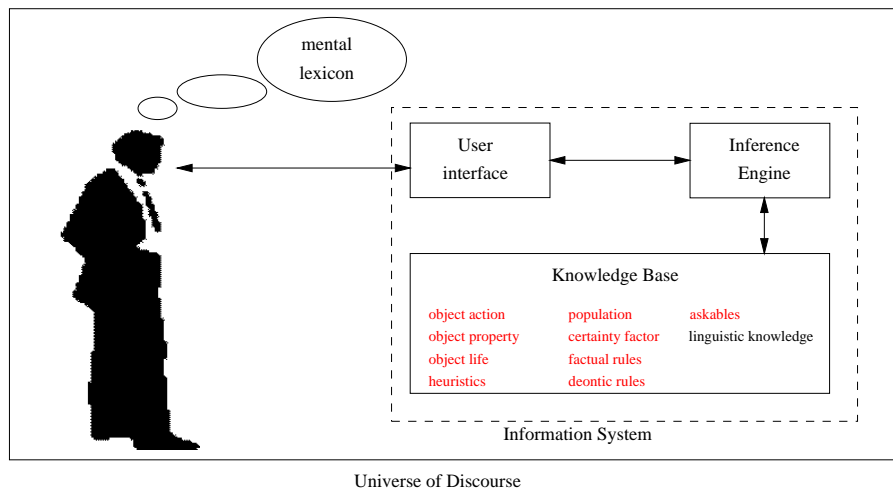 mental
lexicon
User
interface
Inference
Engine
Knowledge Base
object action
population
askables
object property
certainty factor
linguistic knowledge
object life
factual rules
heuristics
deontic rules
Information System
Universe of Discourse